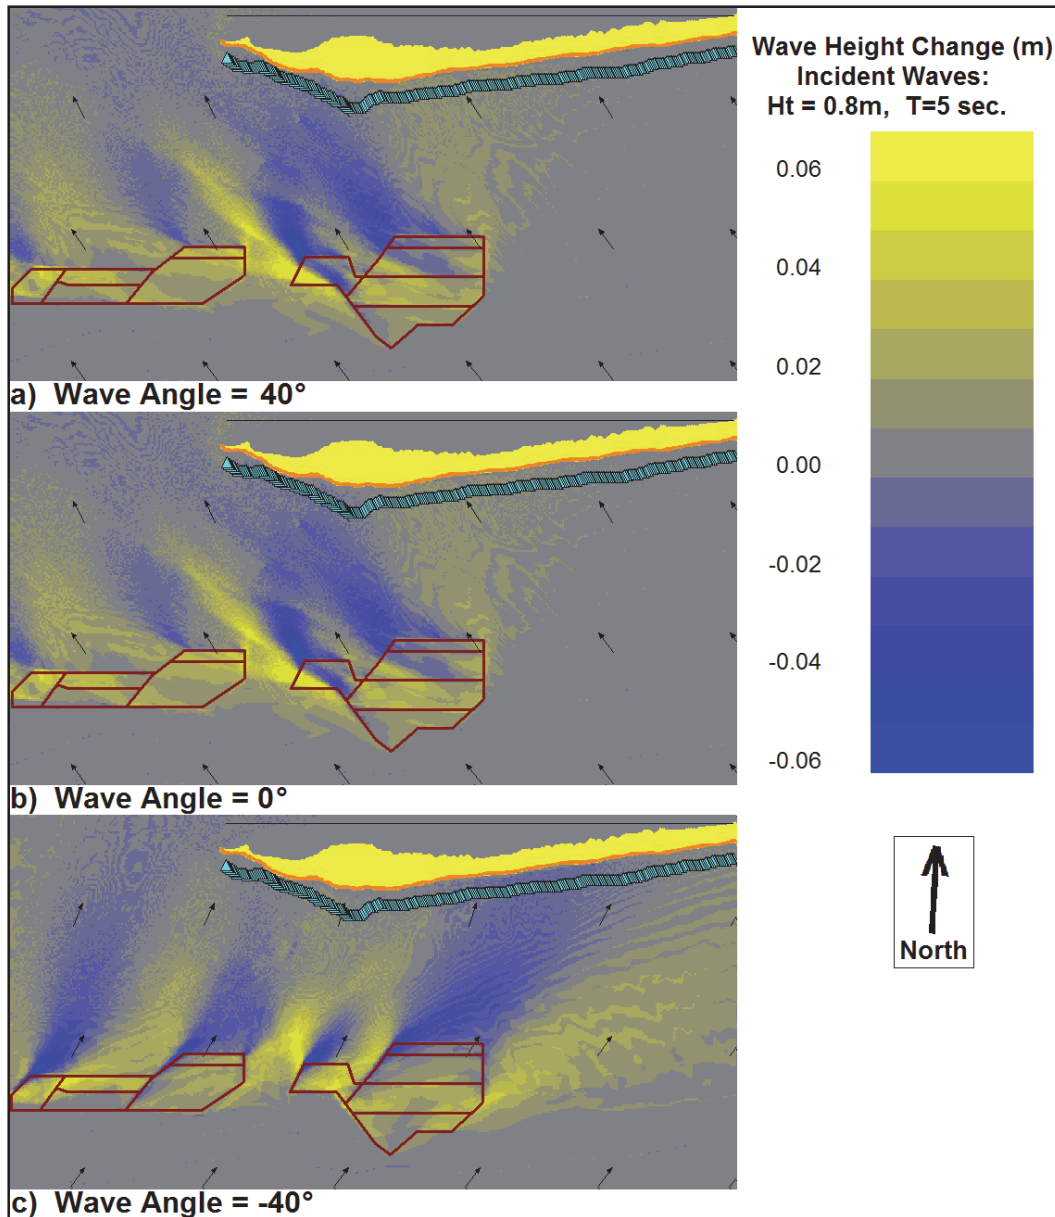 Wave Height Change (m)
Incident Waves:
Ht = 0.8m, T=5 sec.
0.06
0.04
0.02
0.00
-0.02
-0.04
-0.06
a) Wave Angle = 40°
b) Wave Angle = 0°
North
c) Wave Angle = -40°